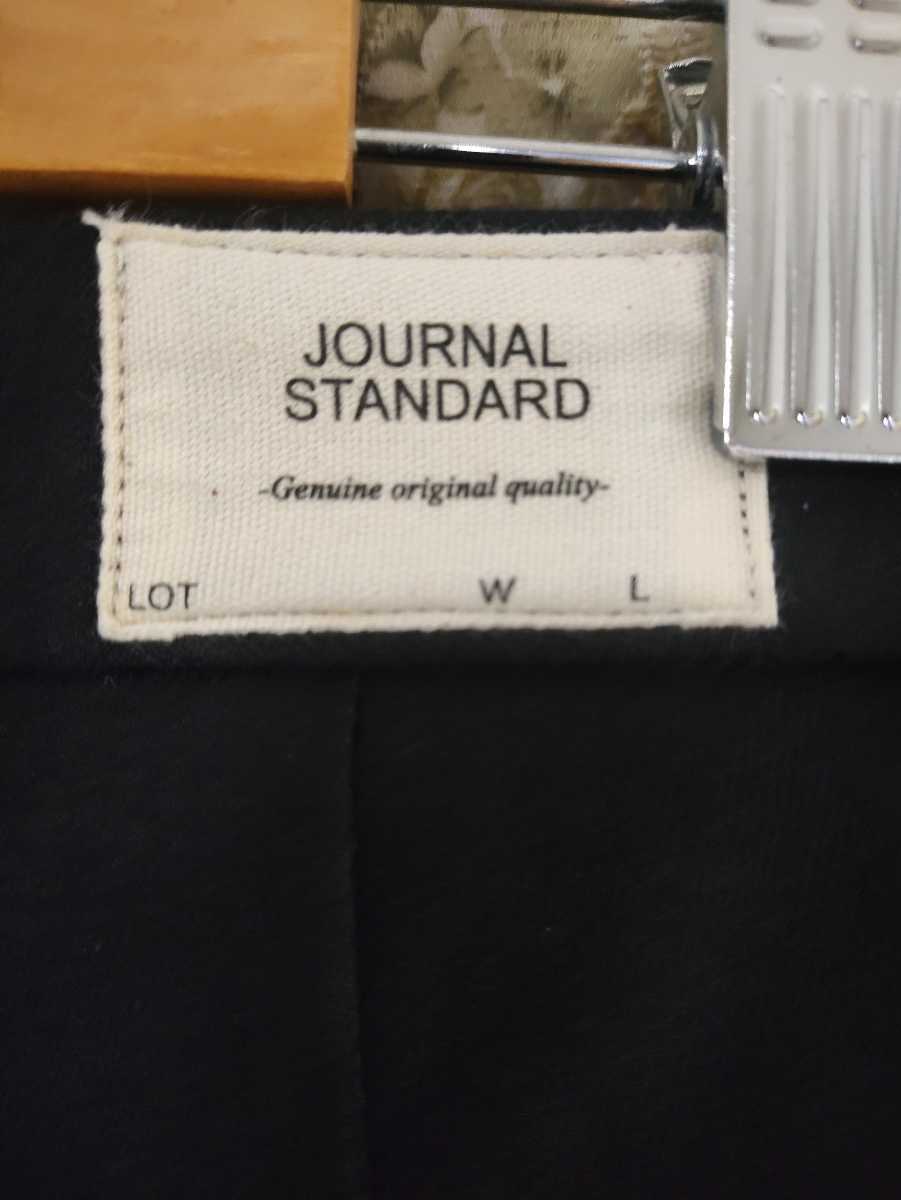 JOURNAL
STANDARD
-Genuine original quality-
LOT W L